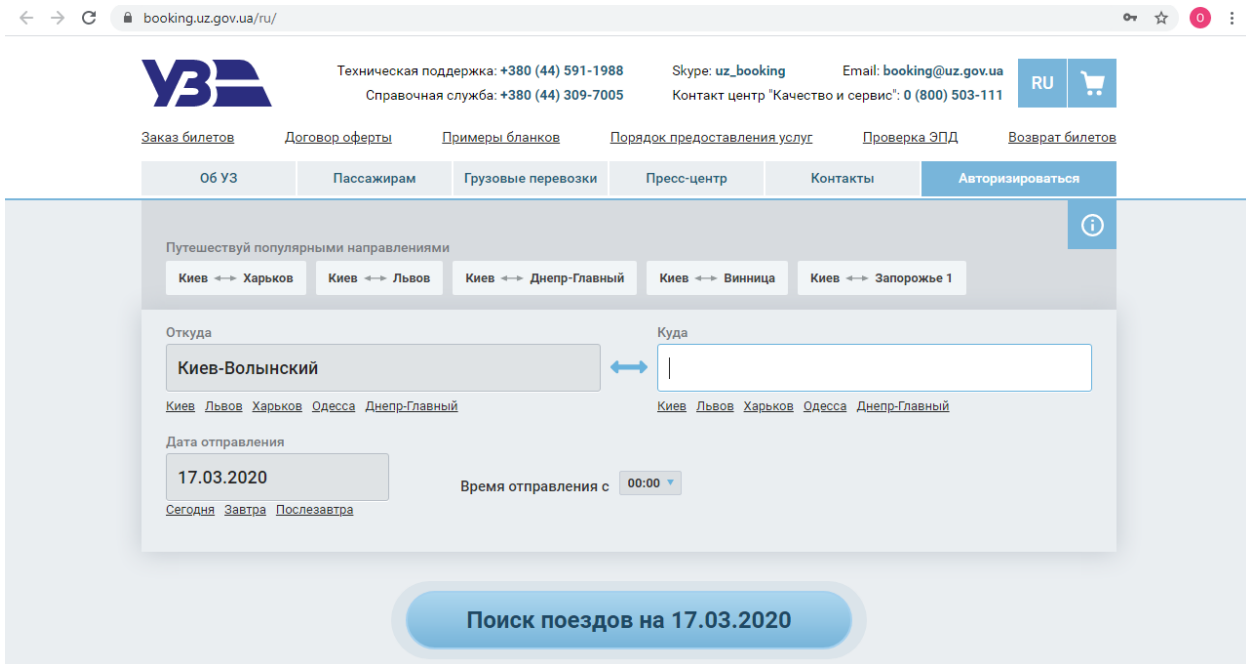 booking.uz.gov.ua/ru/
О
УЗ
Техническая поддержка: +380 (44) 591-1988 Skype: uz_booking Email: booking@uz.gov.ua
Справочная служба: +380 (44) 309-7005 Контакт центр "Качество и сервис": 0 (800) 503-111
RU
Заказ билетов Договор оферты Примеры бланков Порядок предоставления услуг Проверка ЭПД Возврат билетов
Об УЗ Пассажирам Грузовые перевозки Пресс-центр Контакты Авторизироваться
Путешествуй популярными направлениями
Киев ⟷ Харьков Киев ⟷ Львов Киев ⟷ Днепр-Главный Киев ⟷ Винница Киев ⟷ Запорожье 1
Откуда Куда
Киев-Волынский
Киев Львов Харьков Одесса Днепр-Главный Киев Львов Харьков Одесса Днепр-Главный
Дата отправления
17.03.2020
Время отправления с 00:00
Сегодня Завтра Послезавтра
Поиск поездов на 17.03.2020